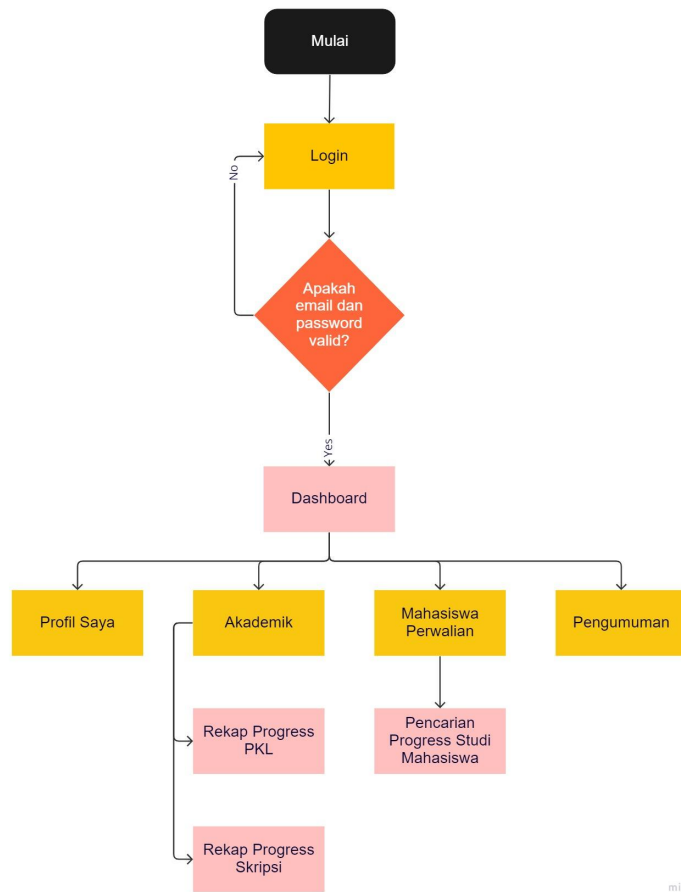 Mulai
Login
No
Apakah
email dan
password
valid?
Yes
Dashboard
Profil Saya
Akademik
Mahasiswa
Perwalian
Pengumuman
Rekap Progress
PKL
Pencarian
Progress Studi
Mahasiswa
Rekap Progress
Skripsi
mi